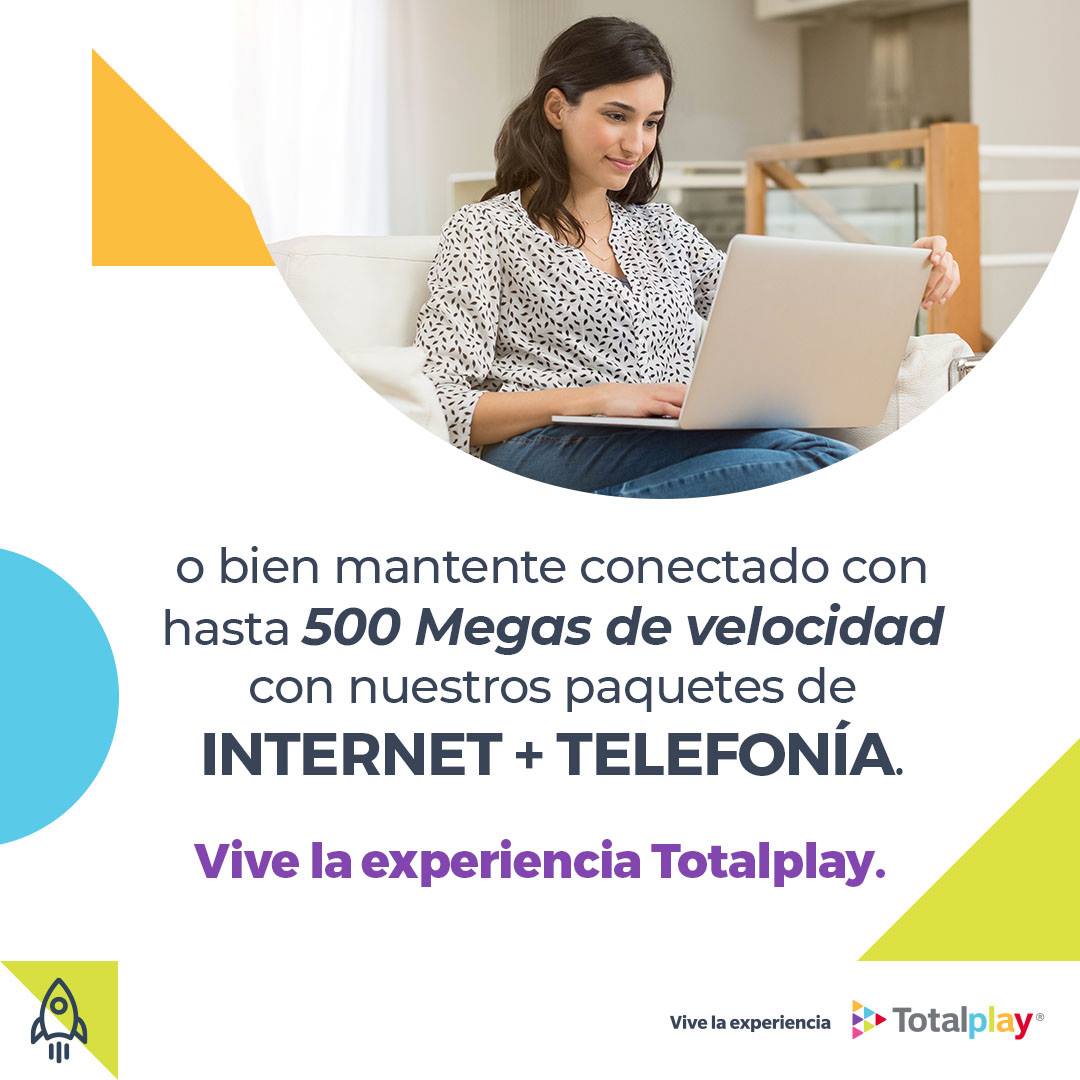 o bien mantente conectado con
hasta 500 Megas de velocidad
con nuestros paquetes de
INTERNET + TELEFONÍA.
Vive la experiencia Totalplay.
Vive la experiencia Totalplay®